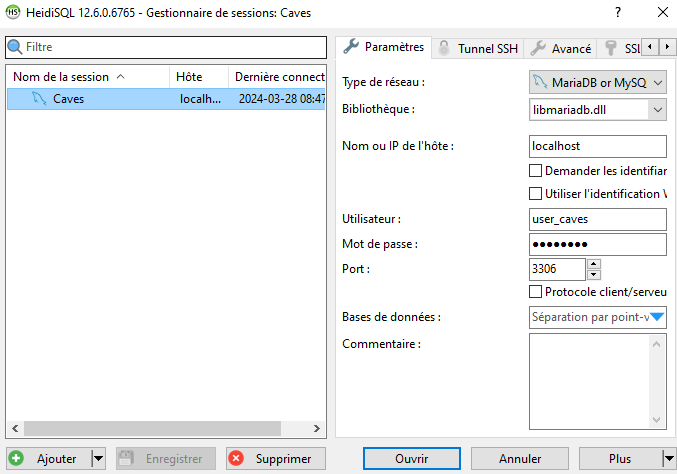 HeidiSQL 12.6.0.6765 - Gestionnaire de sessions: Caves
Filtre
Nom de la session Hôte Dernière connect
Caves localh... 2024-03-28 08:47
Ajouter Enregistrer Supprimer
Paramètres Tunnel SSH Avancé SSL
Type de réseau : MariaDB or MySQ
Bibliothèque : libmariadb.dll
Nom ou IP de l'hôte : localhost
Demander les identifian
Utiliser l'identification W
Utilisateur : user_caves
Mot de passe : ●●●●●●●●
Port : 3306
Protocole client/serveu
Bases de données : Séparation par point-v
Commentaire :
Ouvrir Annuler Plus